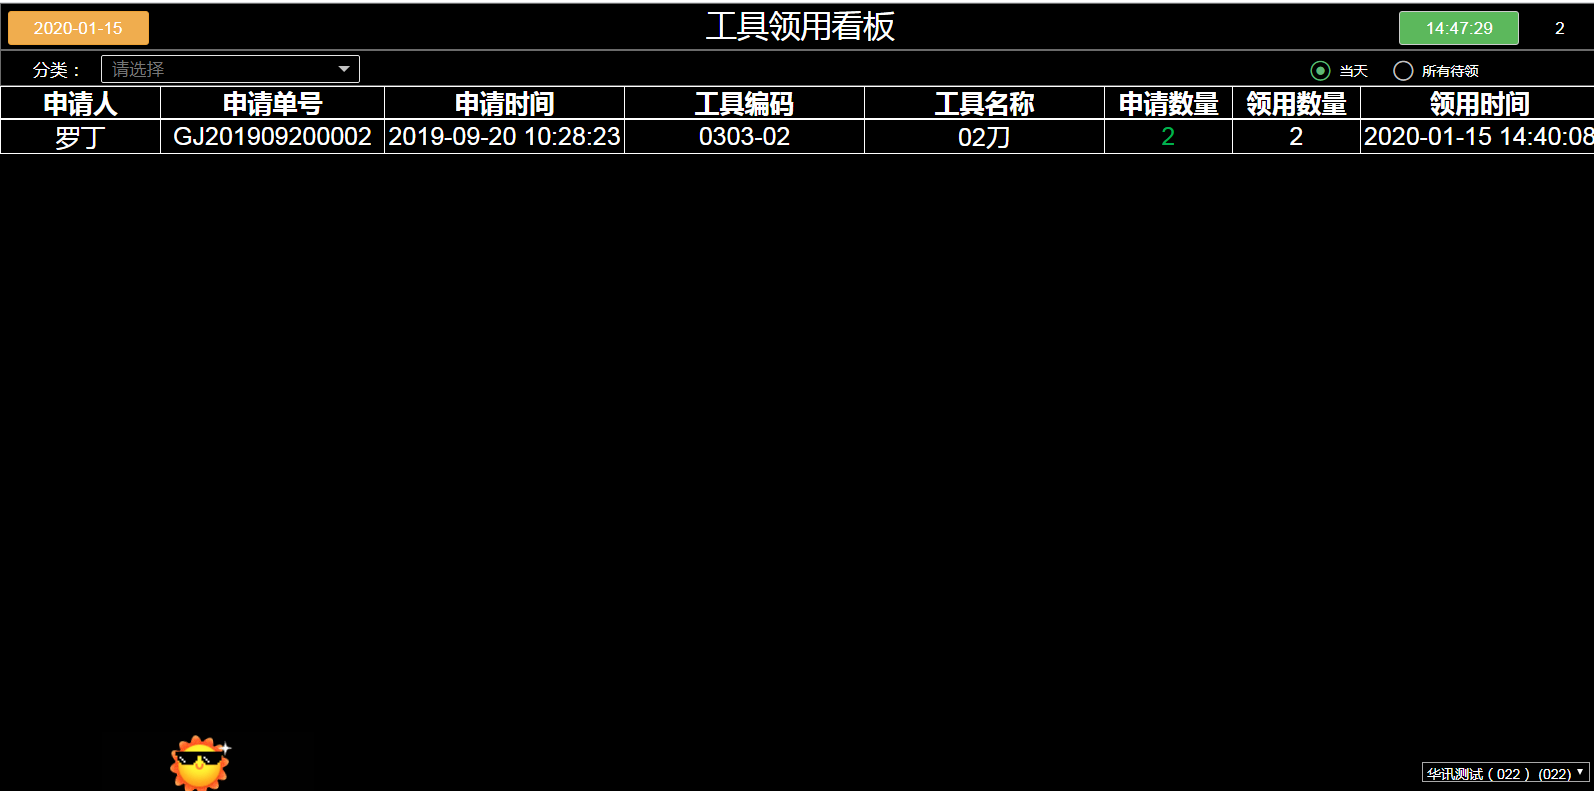 2020-01-15 工具领用看板 14:47:29 2
分类： 请选择 当天 所有待领
申请人 申请单号 申请时间 工具编码 工具名称 申请数量 领用数量 领用时间
罗丁 GJ201909200002 2019-09-20 10:28:23 0303-02 02刀 2 2 2020-01-15 14:40:08
华讯测试（022）(022)